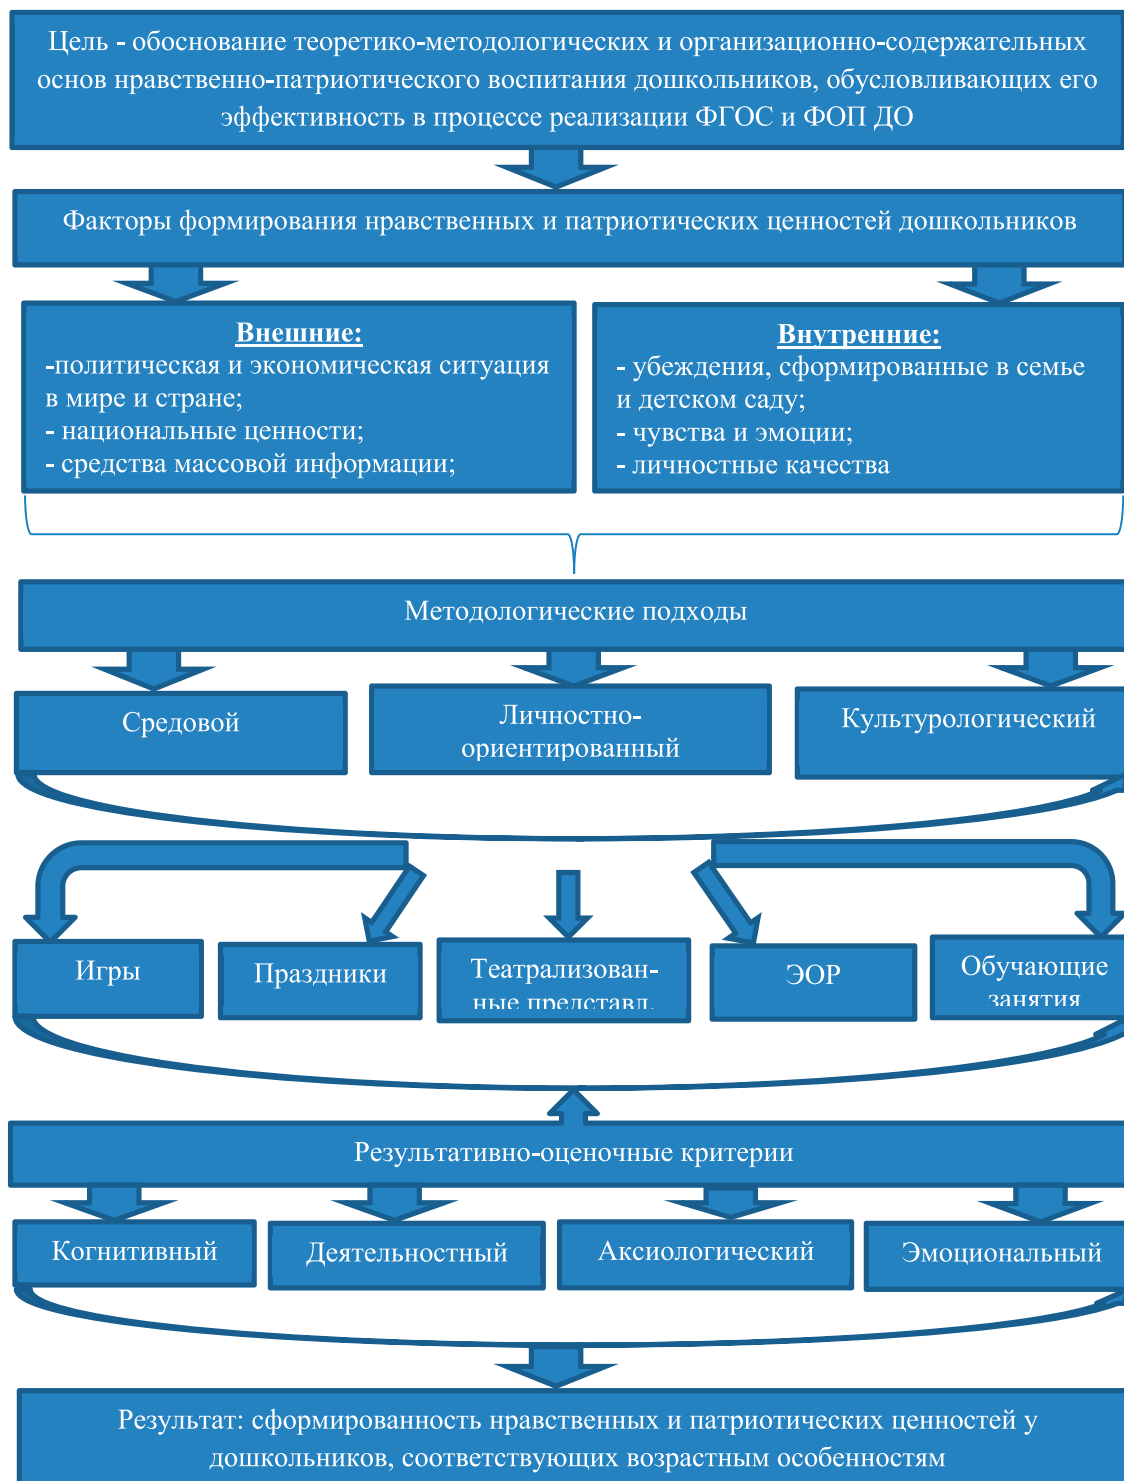 Цель - обоснование теоретико-методологических и организационно-содержательных
основ нравственно-патриотического воспитания дошкольников, обусловливающих его
эффективность в процессе реализации ФГОС и ФОП ДО
Факторы формирования нравственных и патриотических ценностей дошкольников
Внешние:
-политическая и экономическая ситуация
в мире и стране;
- национальные ценности;
- средства массовой информации;
Внутренние:
- убеждения, сформированные в семье
и детском саду;
- чувства и эмоции;
- личностные качества
Методологические подходы
Средовой
Личностно-
ориентированный
Культурологический
Игры
Праздники
Театрализован-
ные представл.
ЭОР
Обучающие
занятия
Результативно-оценочные критерии
Когнитивный
Деятельностный
Аксиологический
Эмоциональный
Результат: сформированность нравственных и патриотических ценностей у
дошкольников, соответствующих возрастным особенностям